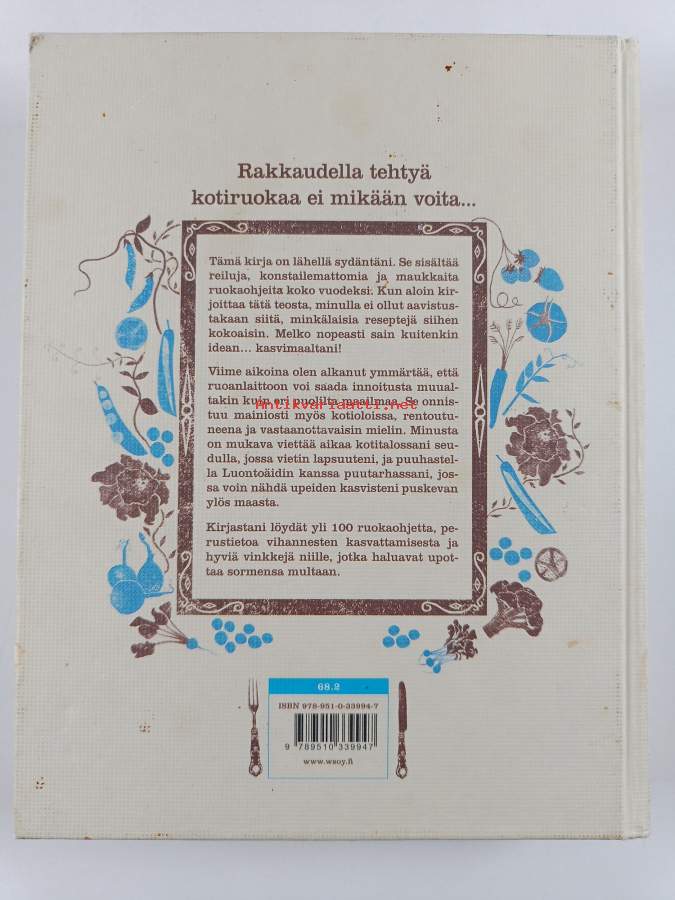 Rakkaudella tehtyä
kotiruokaa ei mikään voita...
Tämä kirja on lähellä sydäntäni. Se sisältää
reiluja, konstailemattomia ja maukkaita
ruokaohjeita koko vuodeksi. Kun aloin kir-
joittaa tätä teosta, minulla ei ollut aavistus-
takaan siitä, minkälaisia reseptejä siihen
kokoaisin. Melko nopeasti sain kuitenkin
idean... kasvimaaltani!
Viime aikoina olen alkanut ymmärtää, että
ruoanlaittoon voi saada innoitusta muual-
takin kuin eri puolilta maailmaa. Se onnis-
Antikvariaatti.net
tuu mainiosti myös kotioloissa, rentoutu-
neena ja vastaanottavaisin mielin. Minusta
on mukava viettää aikaa kotitalossani seu-
dulla, jossa vietin lapsuuteni, ja puuhastel-
la Luontoäidin kanssa puutarhassani, jos-
sa voin nähdä upeiden kasvisteni puskevan
ylös maasta.
Kirjastani löydät yli 100 ruokaohjetta, pe-
rustietoa vihannesten kasvattamisesta ja
hyviä vinkkejä niille, jotka haluavat upot-
taa sormensa multaan.
68.2
ISBN 978-951-0-33994-7
9 789510 339947
www.wsoy.fi